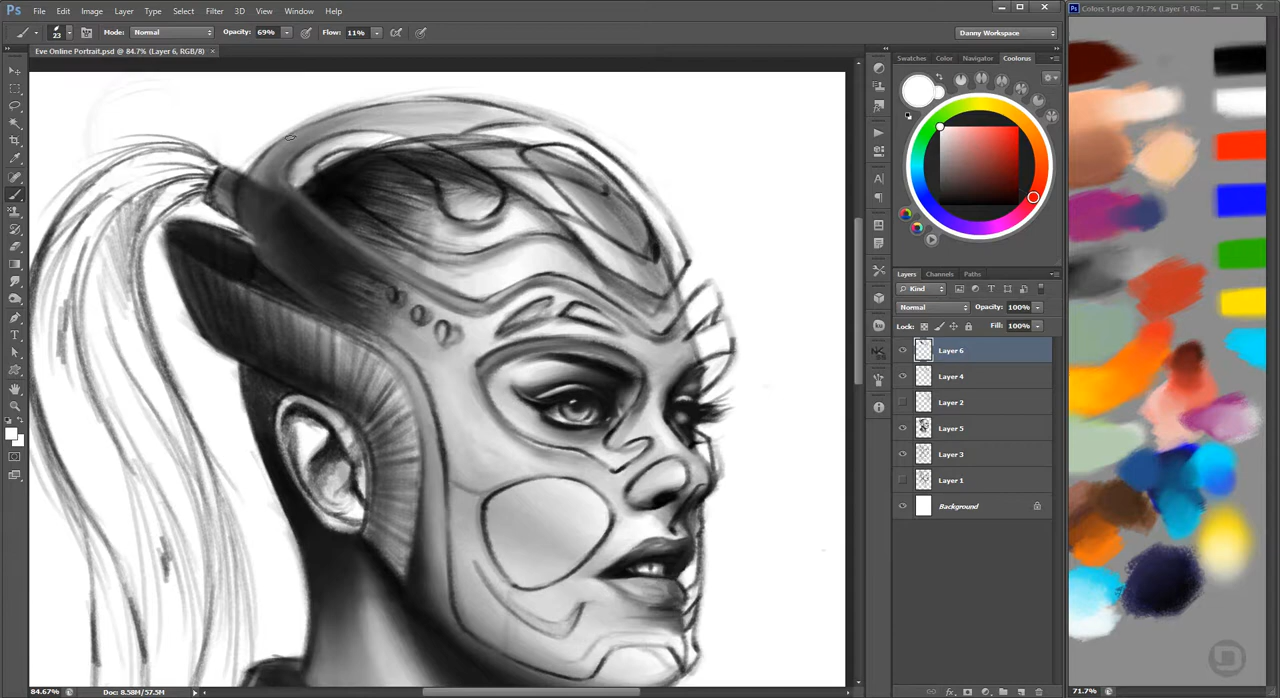 Ps File Edit Image Layer Type Select Filter 3D View Window Help
Ps Colors 1.psd @ 71.7% (Layer 1, RG...
23 Mode: Normal Opacity: 69% Flow: 11% Danny Workspace
Eve Online Portrait.psd @ 84.7% (Layer 6, RGB/8) ×
Swatches Color Navigator Coolorus
Layers Channels Paths
Kind
Normal Opacity: 100%
Lock: Fill: 100%
Layer 6
Layer 4
Layer 2
Layer 5
Layer 3
Layer 1
Background
84.67% Doc: 8.58M/57.5M
71.7%